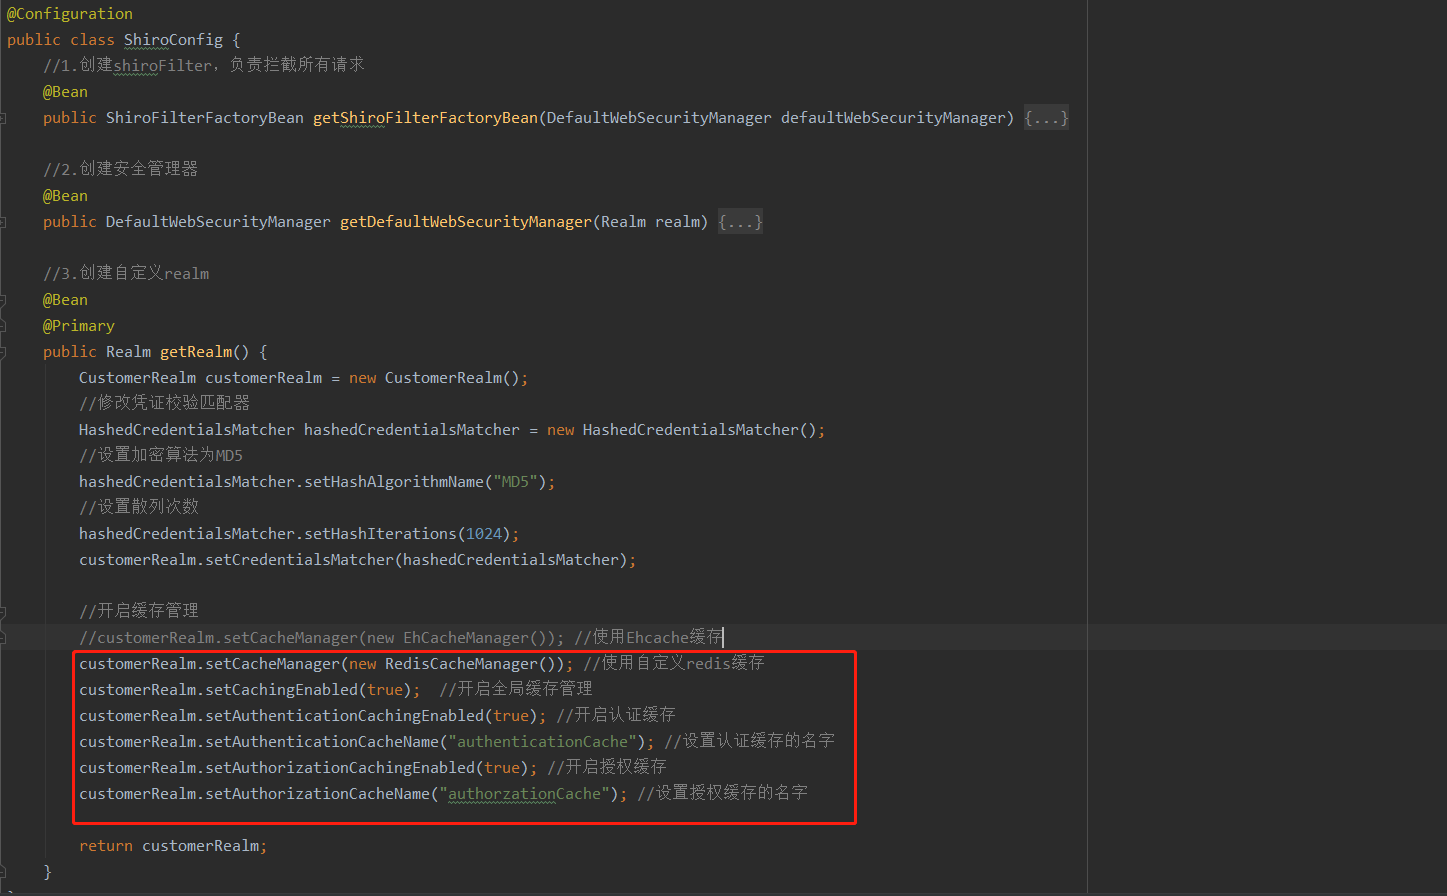 @Configuration
public class ShiroConfig {
//1.创建shiroFilter，负责拦截所有请求
@Bean
public ShiroFilterFactoryBean getShiroFilterFactoryBean(DefaultWebSecurityManager defaultWebSecurityManager) {...}
//2.创建安全管理器
@Bean
public DefaultWebSecurityManager getDefaultWebSecurityManager(Realm realm) {...}
//3.创建自定义realm
@Bean
@Primary
public Realm getRealm() {
CustomerRealm customerRealm = new CustomerRealm();
//修改凭证校验匹配器
HashedCredentialsMatcher hashedCredentialsMatcher = new HashedCredentialsMatcher();
//设置加密算法为MD5
hashedCredentialsMatcher.setHashAlgorithmName("MD5");
//设置散列次数
hashedCredentialsMatcher.setHashIterations(1024);
customerRealm.setCredentialsMatcher(hashedCredentialsMatcher);
//开启缓存管理
//customerRealm.setCacheManager(new EhCacheManager()); //使用Ehcache缓存
customerRealm.setCacheManager(new RedisCacheManager()); //使用自定义redis缓存
customerRealm.setCachingEnabled(true); //开启全局缓存管理
customerRealm.setAuthenticationCachingEnabled(true); //开启认证缓存
customerRealm.setAuthenticationCacheName("authenticationCache"); //设置认证缓存的名字
customerRealm.setAuthorizationCachingEnabled(true); //开启授权缓存
customerRealm.setAuthorizationCacheName("authorzationCache"); //设置授权缓存的名字
return customerRealm;
}